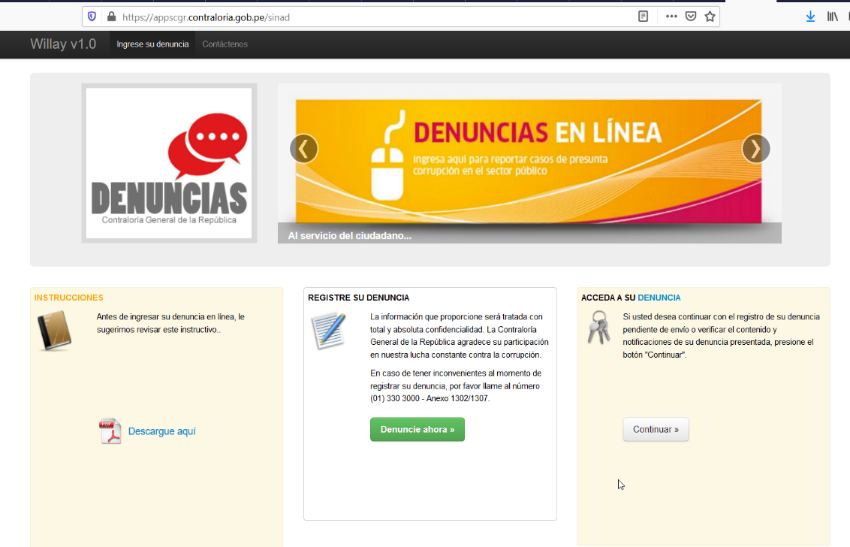 https://appscgr.contraloria.gob.pe/sinad
Willay v1.0 Ingrese su denuncia Contáctenos
DENUNCIAS
Contraloría General de la República
DENUNCIAS EN LÍNEA
Ingresa aquí para reportar casos de presunta
corrupción en el sector público
Al servicio del ciudadano...
INSTRUCCIONES
Antes de ingresar su denuncia en línea, le
sugerimos revisar este instructivo..
PDF
Descargue aquí
REGISTRE SU DENUNCIA
La información que proporcione será tratada con
total y absoluta confidencialidad. La Contraloría
General de la República agradece su participación
en nuestra lucha constante contra la corrupción.
En caso de tener inconvenientes al momento de
registrar su denuncia, por favor llame al número
(01) 330 3000 - Anexo 1302/1307.
Denuncie ahora »
ACCEDA A SU DENUNCIA
Si usted desea continuar con el registro de su denuncia
pendiente de envío o verificar el contenido y
notificaciones de su denuncia presentada, presione el
botón "Continuar".
Continuar »